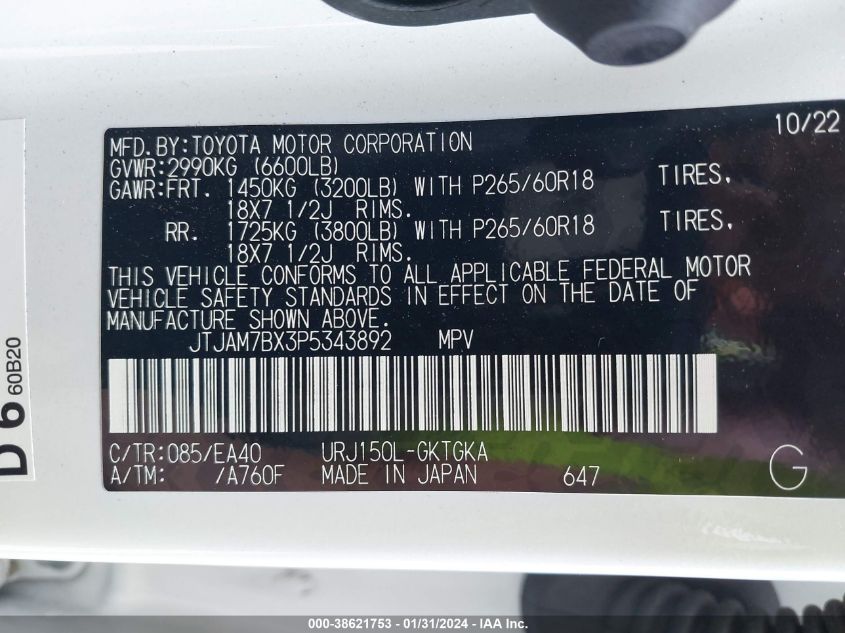 10/22
MFD.BY:TOYOTA MOTOR CORPORATION
GVWR:2990KG (6600LB)
GAWR:FRT. 1450KG (3200LB) WITH P265/60R18 TIRES.
18X7 1/2J RIMS.
RR. 1725KG (3800LB) WITH P265/60R18 TIRES.
18X7 1/2J RIMS.
THIS VEHICLE CONFORMS TO ALL APPLICABLE FEDERAL MOTOR
VEHICLE SAFETY STANDARDS IN EFFECT ON THE DATE OF
MANUFACTURE SHOWN ABOVE.
JTJAM7BX3P5343892 MPV
C/TR:085/EA40 URJ150L-GKTGKA
A/TM: /A760F MADE IN JAPAN 647 G
D 6 60B20
000-38621753 - 01/31/2024 - IAAI.COM